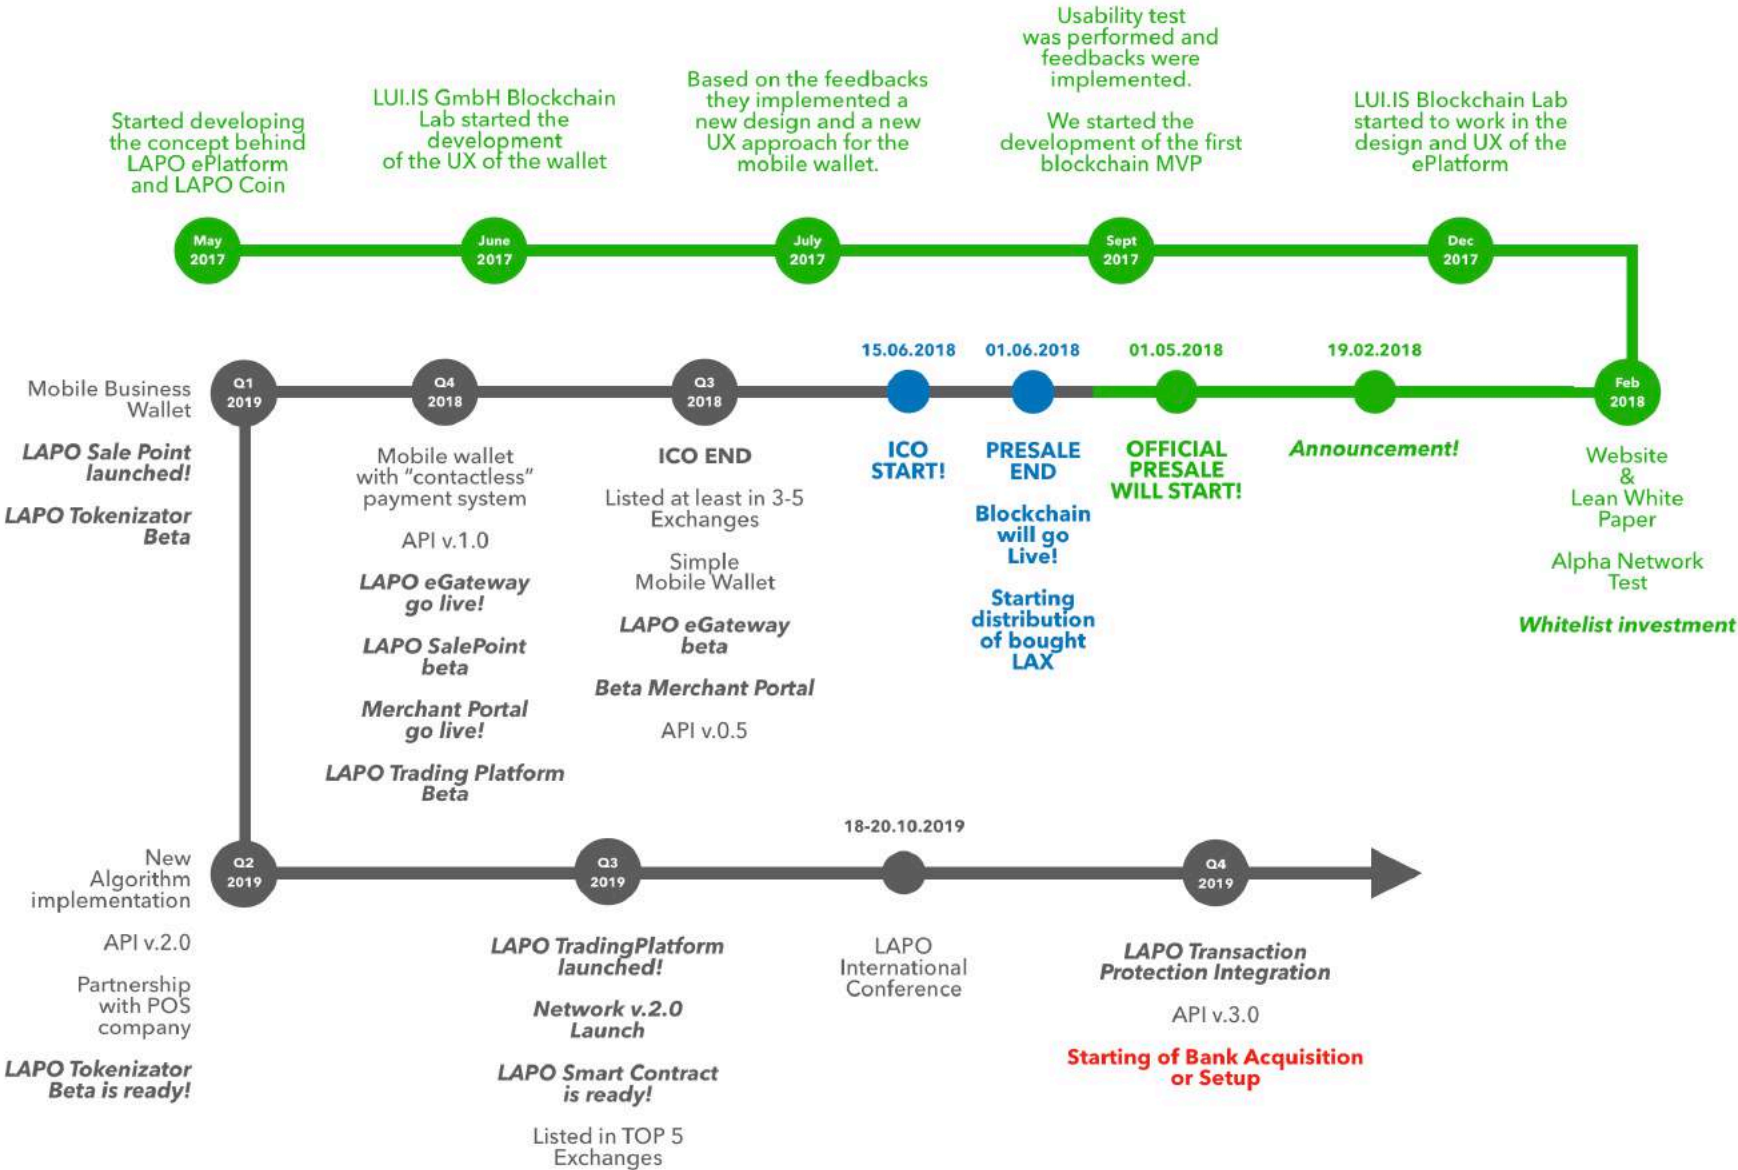 Started developing
the concept behind
LAPO ePlatform
and LAPO Coin
LUI.IS GmbH Blockchain
Lab started the
development
of the UX of the wallet
Based on the feedbacks
they implemented a
new design and a new
UX approach for the
mobile wallet.
Usability test
was performed and
feedbacks were
implemented.
We started the
development of the first
blockchain MVP
LUI.IS Blockchain Lab
started to work in the
design and UX of the
ePlatform
May
2017
June
2017
July
2017
Sept
2017
Dec
2017
Mobile Business
Wallet
LAPO Sale Point
launched!
LAPO Tokenizator
Beta
Q1
2019
Q4
2018
Mobile wallet
with "contactless"
payment system
API v.1.0
LAPO eGateway
go live!
LAPO SalePoint
beta
Merchant Portal
go live!
LAPO Trading Platform
Beta
Q3
2018
ICO END
Listed at least in 3-5
Exchanges
Simple
Mobile Wallet
LAPO eGateway
beta
Beta Merchant Portal
API v.0.5
15.06.2018
ICO
START!
01.06.2018
PRESALE
END
Blockchain
will go
Live!
Starting
distribution
of bought
LAX
01.05.2018
OFFICIAL
PRESALE
WILL START!
19.02.2018
Announcement!
Feb
2018
Website
&
Lean White
Paper
Alpha Network
Test
Whitelist investment
New
Algorithm
implementation
API v.2.0
Partnership
with POS
company
LAPO Tokenizator
Beta is ready!
Q2
2019
Q3
2019
LAPO TradingPlatform
launched!
Network v.2.0
Launch
LAPO Smart Contract
is ready!
Listed in TOP 5
Exchanges
18-20.10.2019
LAPO
International
Conference
Q4
2019
LAPO Transaction
Protection Integration
API v.3.0
Starting of Bank Acquisition
or Setup